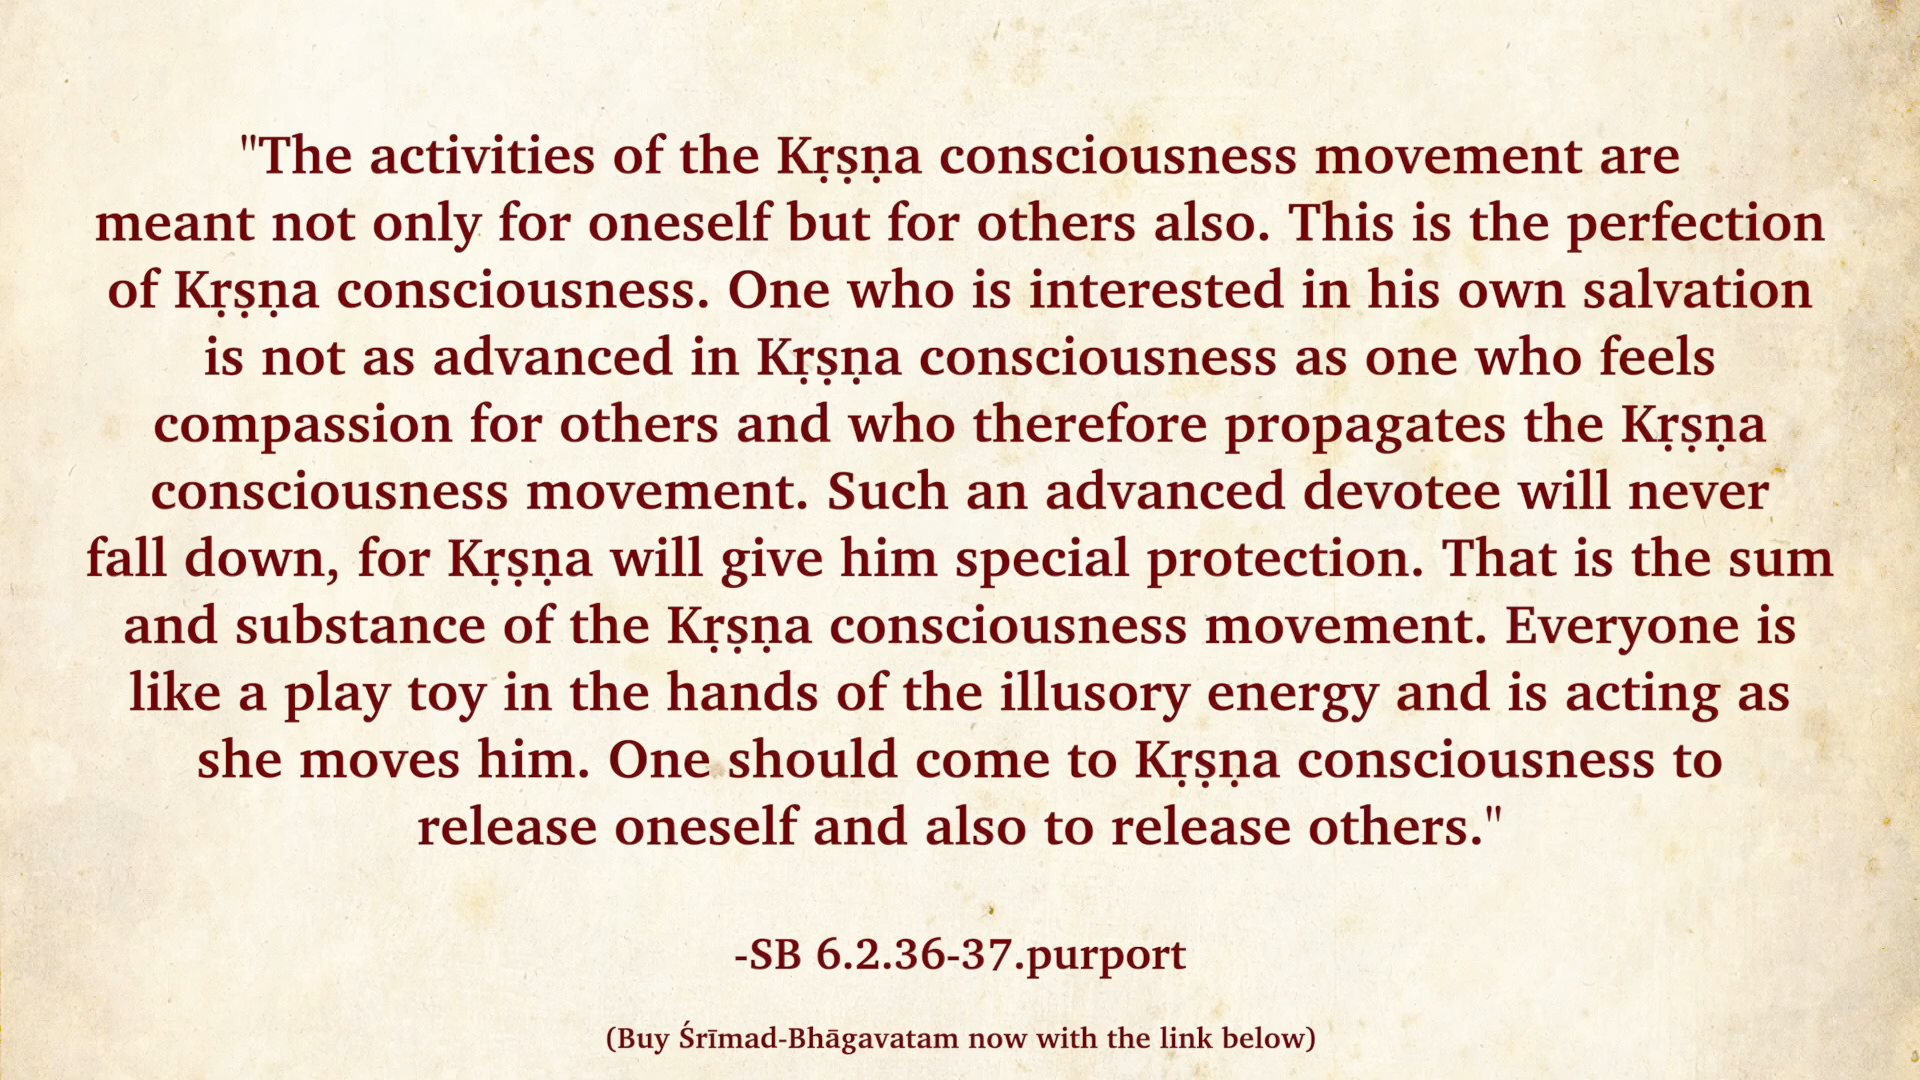 "The activities of the Kṛṣṇa consciousness movement are
meant not only for oneself but for others also. This is the perfection
of Kṛṣṇa consciousness. One who is interested in his own salvation
is not as advanced in Kṛṣṇa consciousness as one who feels
compassion for others and who therefore propagates the Kṛṣṇa
consciousness movement. Such an advanced devotee will never
fall down, for Kṛṣṇa will give him special protection. That is the sum
and substance of the Kṛṣṇa consciousness movement. Everyone is
like a play toy in the hands of the illusory energy and is acting as
she moves him. One should come to Kṛṣṇa consciousness to
release oneself and also to release others."
-SB 6.2.36-37.purport
(Buy Śrīmad-Bhāgavatam now with the link below)